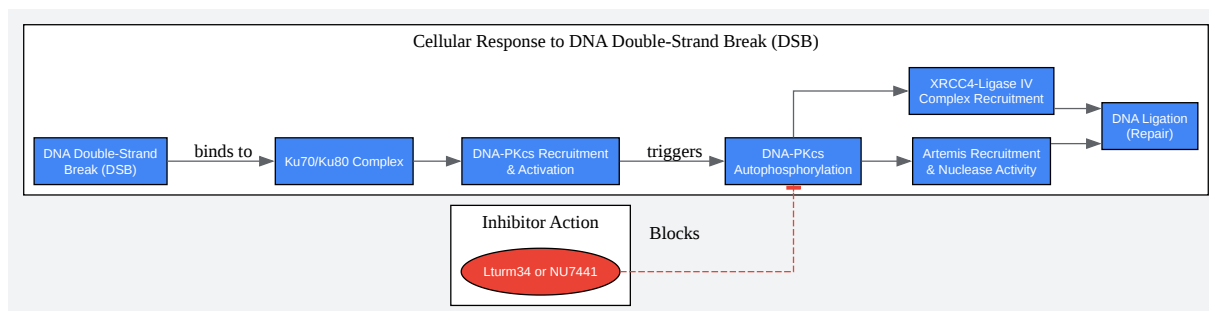 Cellular Response to DNA Double-Strand Break (DSB)
XRCC4-Ligase IV
Complex Recruitment
DNA Double-Strand
Break (DSB)
binds to
Ku70/Ku80 Complex
DNA-PKcs Recruitment
& Activation
triggers
DNA-PKcs
Autophosphorylation
Artemis Recruitment
& Nuclease Activity
DNA Ligation
(Repair)
Inhibitor Action
Blocks
Lturm34 or NU7441